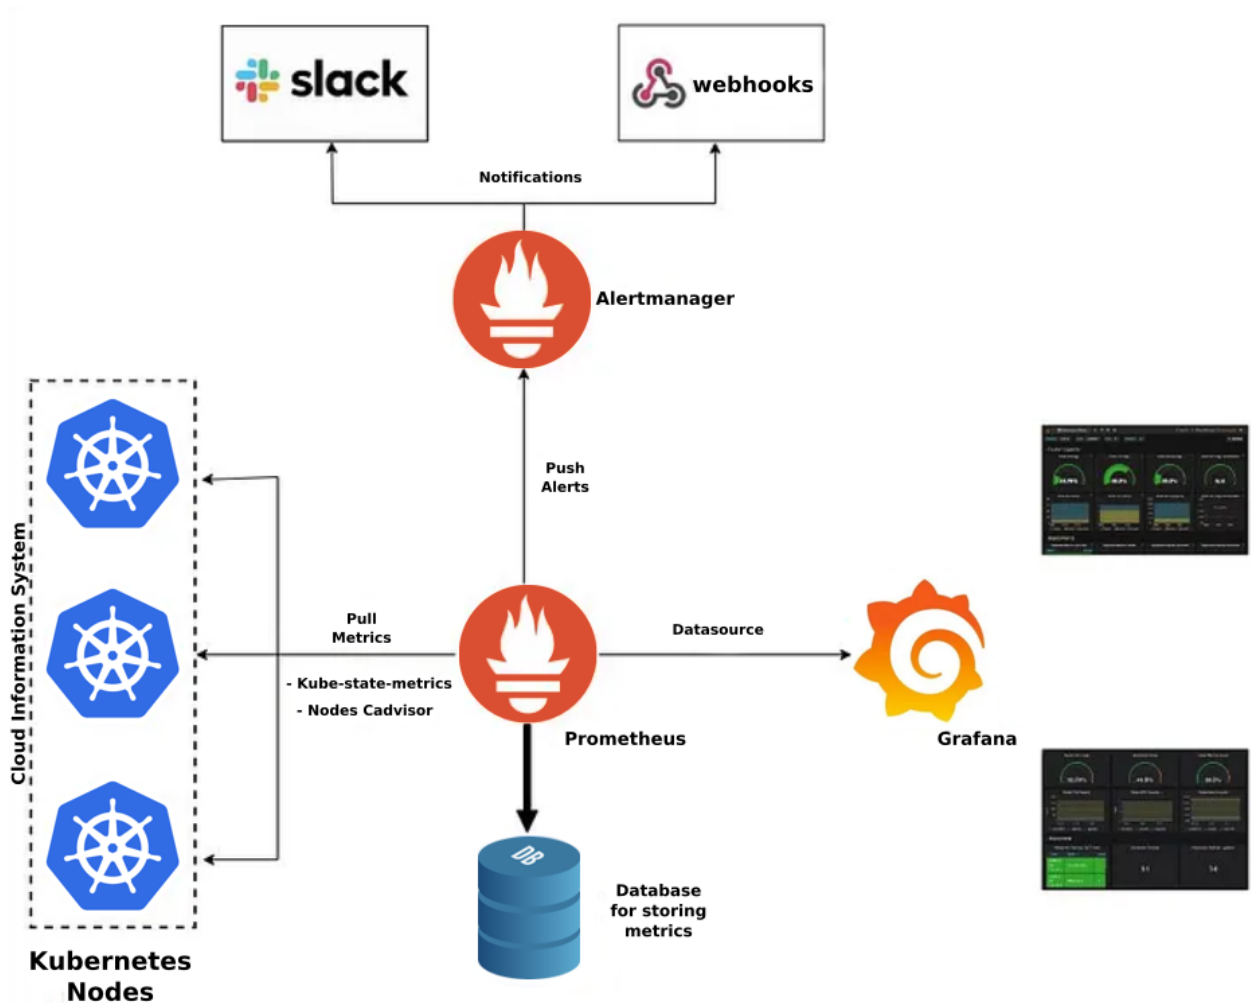 slack
webhooks
Notifications
Alertmanager
Push
Alerts
Cloud Information System
Pull
Metrics
- Kube-state-metrics
- Nodes Cadvisor
Datasource
Prometheus
Grafana
DB
Database
for storing
metrics
Kubernetes
Nodes